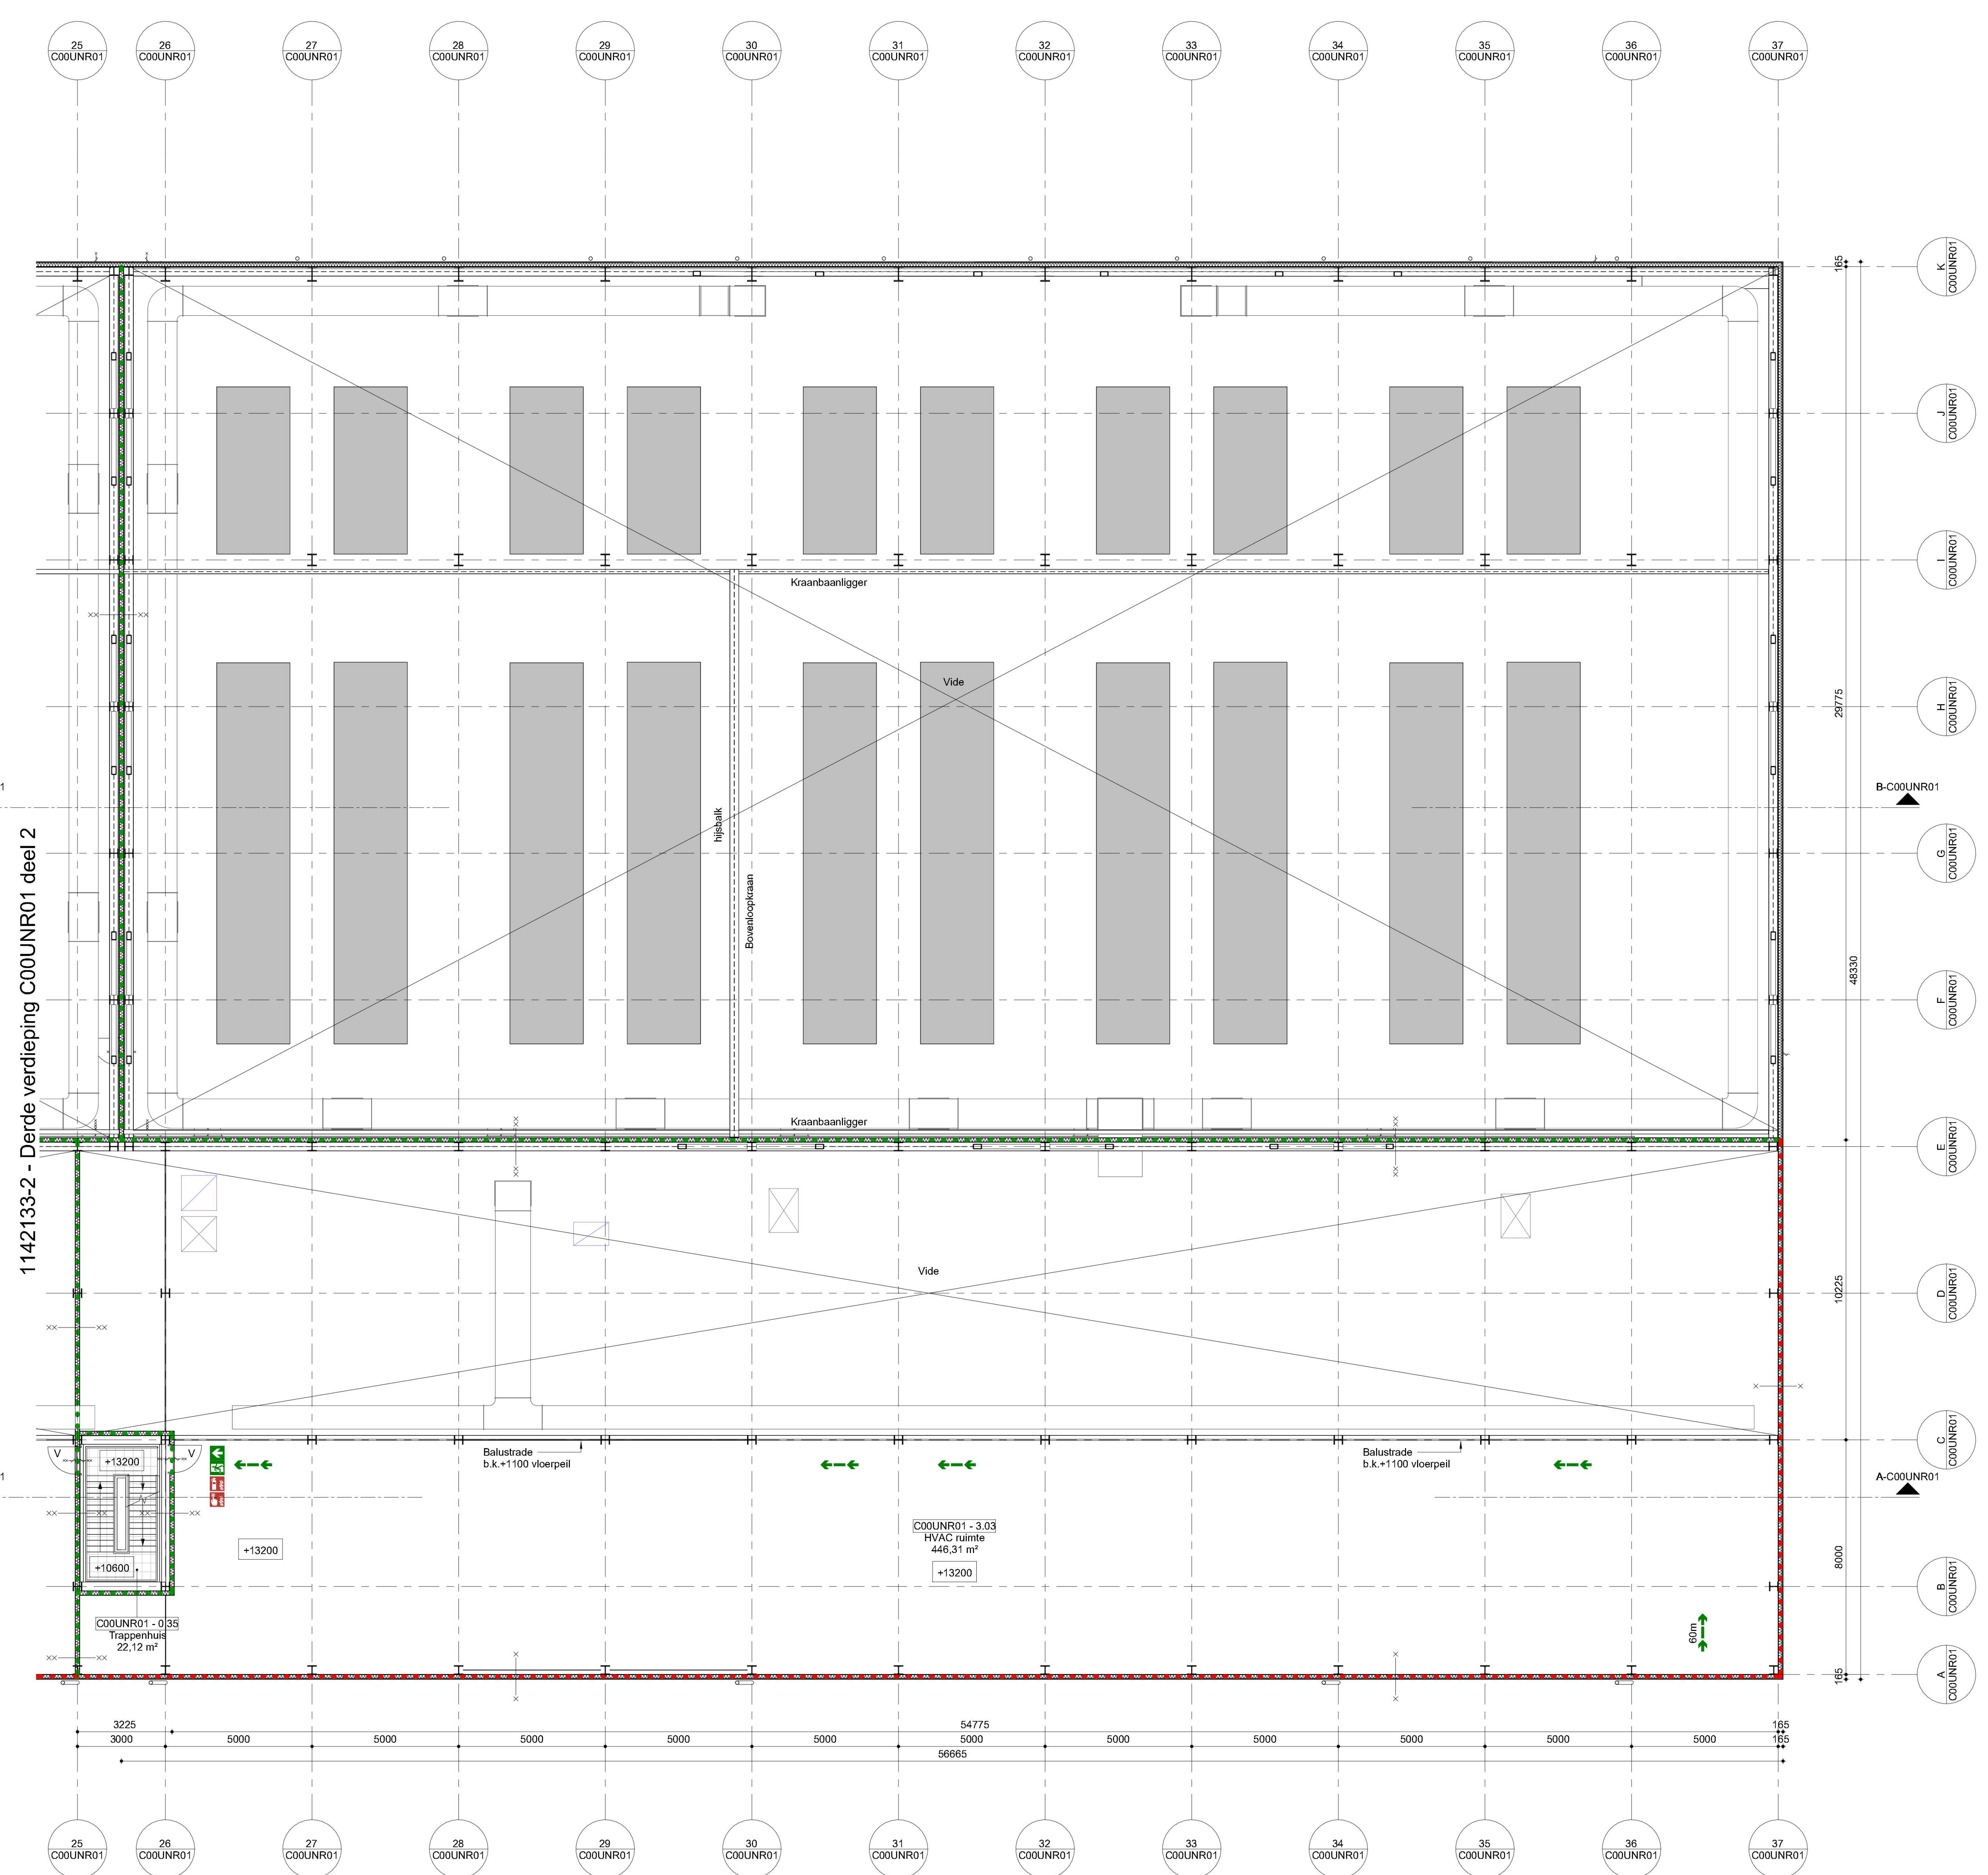 25
C00UNR01
26
C00UNR01
27
C00UNR01
28
C00UNR01
29
C00UNR01
30
C00UNR01
31
C00UNR01
32
C00UNR01
33
C00UNR01
34
C00UNR01
35
C00UNR01
36
C00UNR01
37
C00UNR01
K
C00UNR01
165
J
C00UNR01
I
C00UNR01
Kraanbaanligger
Vide
H
C00UNR01
29775
1
B-C00UNR01
hijsbalk
Bovenloopkraan
G
C00UNR01
1142133-2 - Derde verdieping C00UNR01 deel 2
48330
F
C00UNR01
Kraanbaanligger
E
C00UNR01
Vide
D
C00UNR01
10225
C
C00UNR01
V
V
+13200
Balustrade
b.k.+1100 vloerpeil
Balustrade
b.k.+1100 vloerpeil
1
A-C00UNR01
C00UNR01 - 3.03
HVAC ruimte
446,31 m²
+13200
+13200
+10600
8000
B
C00UNR01
C00UNR01 - 0.35
Trappenhuis
22,12 m²
60m
A
C00UNR01
165
3225
54775
165
3000
5000
5000
5000
5000
5000
5000
5000
5000
5000
5000
5000
165
56665
25
C00UNR01
26
C00UNR01
27
C00UNR01
28
C00UNR01
29
C00UNR01
30
C00UNR01
31
C00UNR01
32
C00UNR01
33
C00UNR01
34
C00UNR01
35
C00UNR01
36
C00UNR01
37
C00UNR01